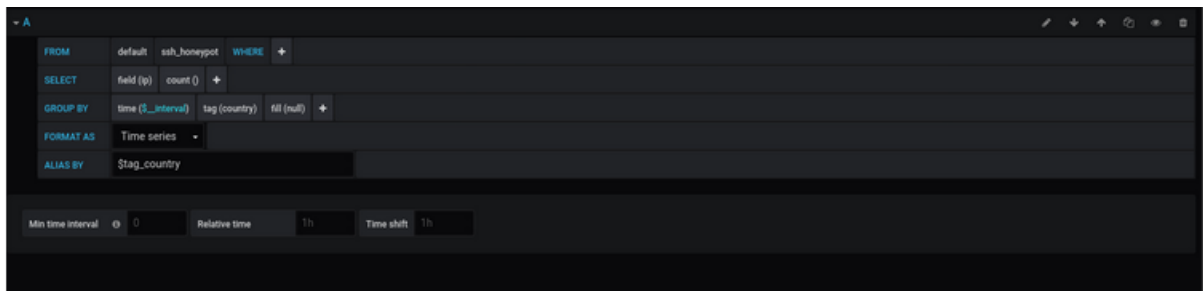 A
FROM default ssh_honeypot WHERE +
SELECT field (ip) count () +
GROUP BY time ($__interval) tag (country) fill (null) +
FORMAT AS Time series
ALIAS BY $tag_country
Min time interval 0 Relative time 1h Time shift 1h